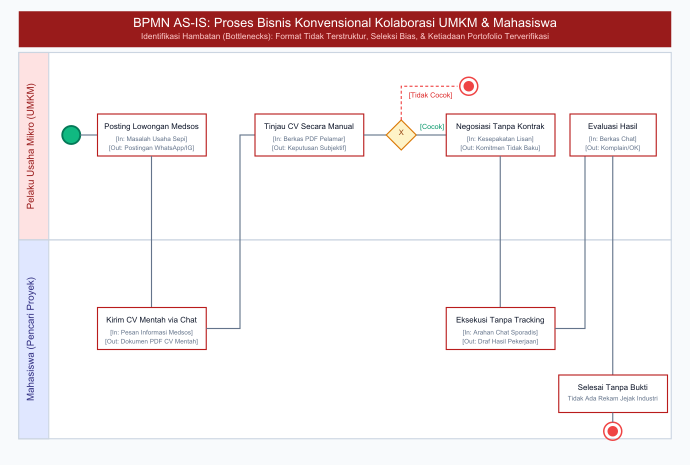 BPMN AS-IS: Proses Bisnis Konvensional Kolaborasi UMKM & Mahasiswa
Identifikasi Hambatan (Bottlenecks): Format Tidak Terstruktur, Seleksi Bias, & Ketiadaan Portofolio Terverifikasi
Pelaku Usaha Mikro (UMKM)
Posting Lowongan Medsos
[In: Masalah Usaha Sepi]
[Out: Postingan WhatsApp/IG]
Tinjau CV Secara Manual
[In: Berkas PDF Pelamar]
[Out: Keputusan Subjektif]
X
[Tidak Cocok]
[Cocok]
Negosiasi Tanpa Kontrak
[In: Kesepakatan Lisan]
[Out: Komitmen Tidak Baku]
Evaluasi Hasil
[In: Berkas Chat]
[Out: Komplain/OK]
Mahasiswa (Pencari Proyek)
Kirim CV Mentah via Chat
[In: Pesan Informasi Medsos]
[Out: Dokumen PDF CV Mentah]
Eksekusi Tanpa Tracking
[In: Arahan Chat Sporadis]
[Out: Draf Hasil Pekerjaan]
Selesai Tanpa Bukti
Tidak Ada Rekam Jejak Industri